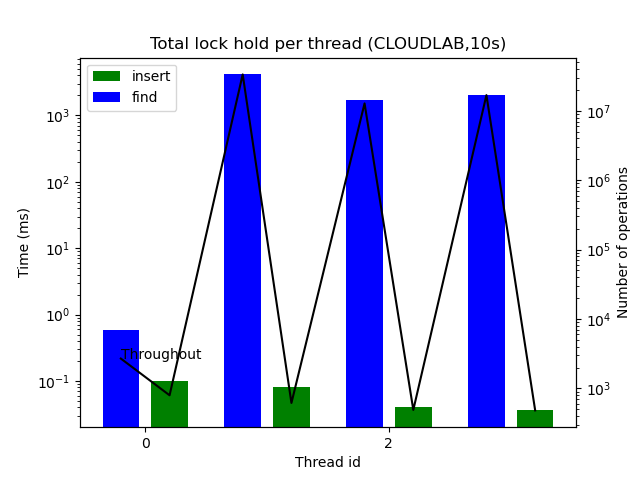 Total lock hold per thread (CLOUDLAB,10s)
insert
find
10³
10²
10¹
10⁰
10⁻¹
Time (ms)
10⁷
10⁶
10⁵
10⁴
10³
Number of operations
Throughout
0
2
Thread id